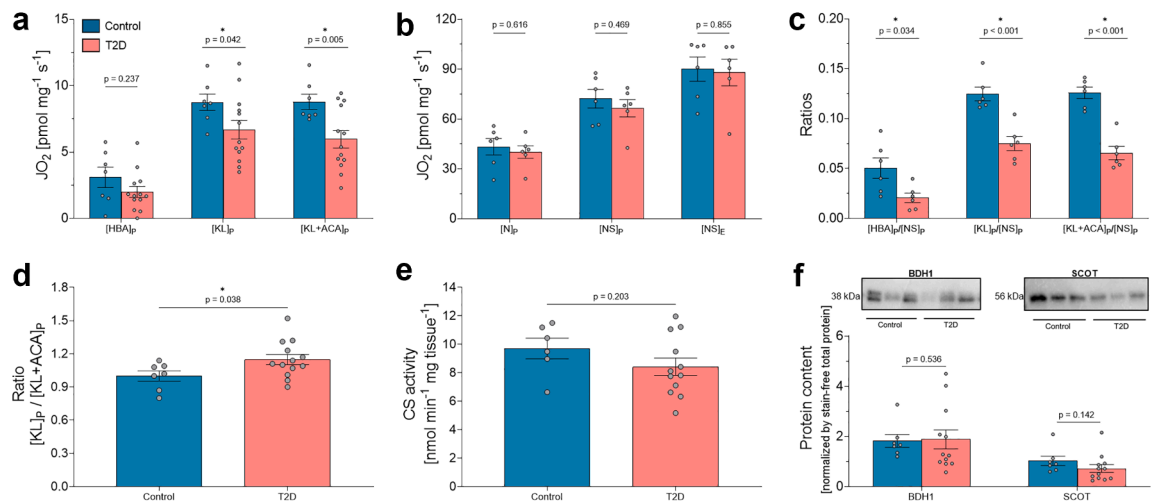 a
Control
T2D
JO2 [pmol mg-1 s-1]
15
10
5
0
p = 0.237
*
p = 0.042
*
p = 0.005
[HBA]P
[KL]P
[KL+ACA]P
b
JO2 [pmol mg-1 s-1]
120
90
60
30
0
p = 0.616
p = 0.469
p = 0.855
[N]P
[NS]P
[NS]E
c
Ratios
0.20
0.15
0.10
0.05
0.00
*
p = 0.034
*
p < 0.001
*
p <0.001
[HBA]P/[NS]P
[KL]P/[NS]P
[KL+ACA]P/[NS]P
d
Ratio
[KL]P / [KL+ACA]P
1.8
1.5
1.2
0.9
0.6
0.3
0.0
*
p = 0.038
Control
T2D
e
CS activity
[nmol min-1 mg tissue-1]
14
12
10
8
6
4
2
0
p = 0.203
Control
T2D
f
BDH1
SCOT
38 kDa
56 kDa
Control
T2D
Control
T2D
Protein content
[normalized by stain-free total protein]
6
4
2
0
p = 0.536
p = 0.142
BDH1
SCOT